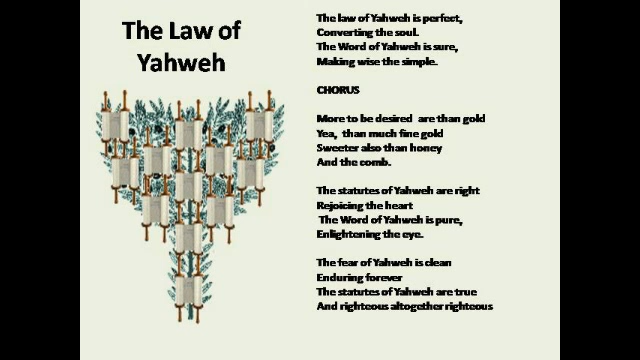 The Law of
Yahweh
The law of Yahweh is perfect,
Converting the soul.
The Word of Yahweh is sure,
Making wise the simple.
CHORUS
More to be desired are than gold
Yea, than much fine gold
Sweeter also than honey
And the comb.
The statutes of Yahweh are right
Rejoicing the heart
The Word of Yahweh is pure,
Enlightening the eye.
The fear of Yahweh is clean
Enduring forever
The statutes of Yahweh are true
And righteous altogether righteous